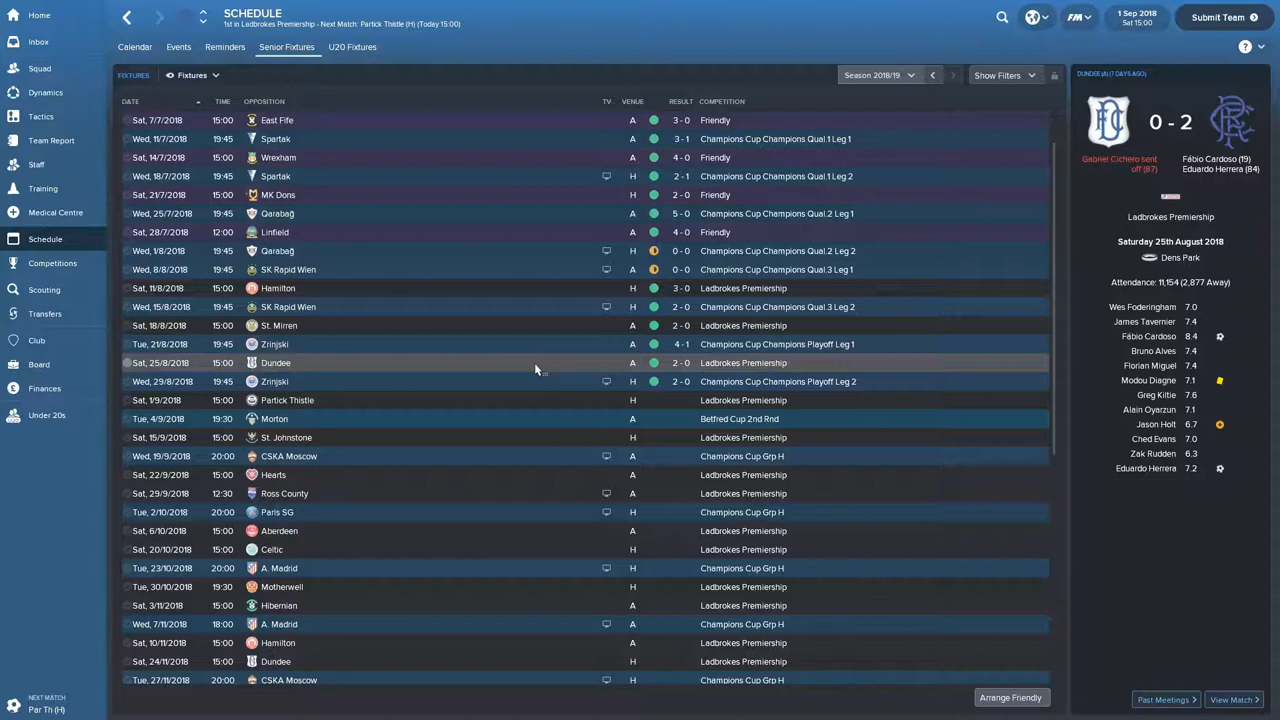 Home
Inbox
Squad
Dynamics
Tactics
Team Report
Staff
Training
Medical Centre
Schedule
Competitions
Scouting
Transfers
Club
Board
Finances
Under 20s
NEXT MATCH
Par Th (H)
SCHEDULE
1st in Ladbrokes Premiership - Next Match: Partick Thistle (H) (Today 15:00)
FM
1 Sep 2018
Sat 15:00
Submit Team
Calendar Events Reminders Senior Fixtures U20 Fixtures
?
FIXTURES Fixtures Season 2018/19 Show Filters
DATE TIME OPPOSITION TV VENUE RESULT COMPETITION
Sat, 7/7/2018 15:00 East Fife A 3 - 0 Friendly
Wed, 11/7/2018 19:45 Spartak A 3 - 1 Champions Cup Champions Qual.1 Leg 1
Sat, 14/7/2018 15:00 Wrexham A 4 - 0 Friendly
Wed, 18/7/2018 19:45 Spartak H 2 - 1 Champions Cup Champions Qual.1 Leg 2
Sat, 21/7/2018 15:00 MK Dons H 2 - 0 Friendly
Wed, 25/7/2018 19:45 Qarabağ A 5 - 0 Champions Cup Champions Qual.2 Leg 1
Sat, 28/7/2018 12:00 Linfield A 4 - 0 Friendly
Wed, 1/8/2018 19:45 Qarabağ H 0 - 0 Champions Cup Champions Qual.2 Leg 2
Wed, 8/8/2018 19:45 SK Rapid Wien A 0 - 0 Champions Cup Champions Qual.3 Leg 1
Sat, 11/8/2018 15:00 Hamilton H 3 - 0 Ladbrokes Premiership
Wed, 15/8/2018 19:45 SK Rapid Wien H 2 - 0 Champions Cup Champions Qual.3 Leg 2
Sat, 18/8/2018 15:00 St. Mirren A 2 - 0 Ladbrokes Premiership
Tue, 21/8/2018 19:45 Zrinjski A 4 - 1 Champions Cup Champions Playoff Leg 1
Sat, 25/8/2018 15:00 Dundee A 2 - 0 Ladbrokes Premiership
Wed, 29/8/2018 19:45 Zrinjski H 2 - 0 Champions Cup Champions Playoff Leg 2
Sat, 1/9/2018 15:00 Partick Thistle H Ladbrokes Premiership
Tue, 4/9/2018 19:30 Morton A Betfred Cup 2nd Rnd
Sat, 15/9/2018 15:00 St. Johnstone H Ladbrokes Premiership
Wed, 19/9/2018 20:00 CSKA Moscow A Champions Cup Grp H
Sat, 22/9/2018 15:00 Hearts A Ladbrokes Premiership
Sat, 29/9/2018 12:30 Ross County H Ladbrokes Premiership
Tue, 2/10/2018 20:00 Paris SG H Champions Cup Grp H
Sat, 6/10/2018 15:00 Aberdeen A Ladbrokes Premiership
Sat, 20/10/2018 15:00 Celtic H Ladbrokes Premiership
Tue, 23/10/2018 20:00 A. Madrid H Champions Cup Grp H
Tue, 30/10/2018 19:30 Motherwell H Ladbrokes Premiership
Sat, 3/11/2018 15:00 Hibernian A Ladbrokes Premiership
Wed, 7/11/2018 18:00 A. Madrid A Champions Cup Grp H
Sat, 10/11/2018 15:00 Hamilton A Ladbrokes Premiership
Sat, 24/11/2018 15:00 Dundee H Ladbrokes Premiership
Tue, 27/11/2018 20:00 CSKA Moscow H Champions Cup Grp H
Arrange Friendly
DUNDEE (A) (7 DAYS AGO)
0 - 2
Gabriel Cichero sent off (87)
Fábio Cardoso (19)
Eduardo Herrera (84)
Ladbrokes Premiership
Saturday 25th August 2018
Dens Park
Attendance: 11,154 (2,877 Away)
Wes Foderingham 7.0
James Tavernier 7.4
Fábio Cardoso 8.4
Bruno Alves 7.4
Florian Miguel 7.4
Modou Diagne 7.1
Greg Kiltie 7.6
Alain Oyarzun 7.1
Jason Holt 6.7
Ched Evans 7.0
Zak Rudden 6.3
Eduardo Herrera 7.2
Past Meetings View Match